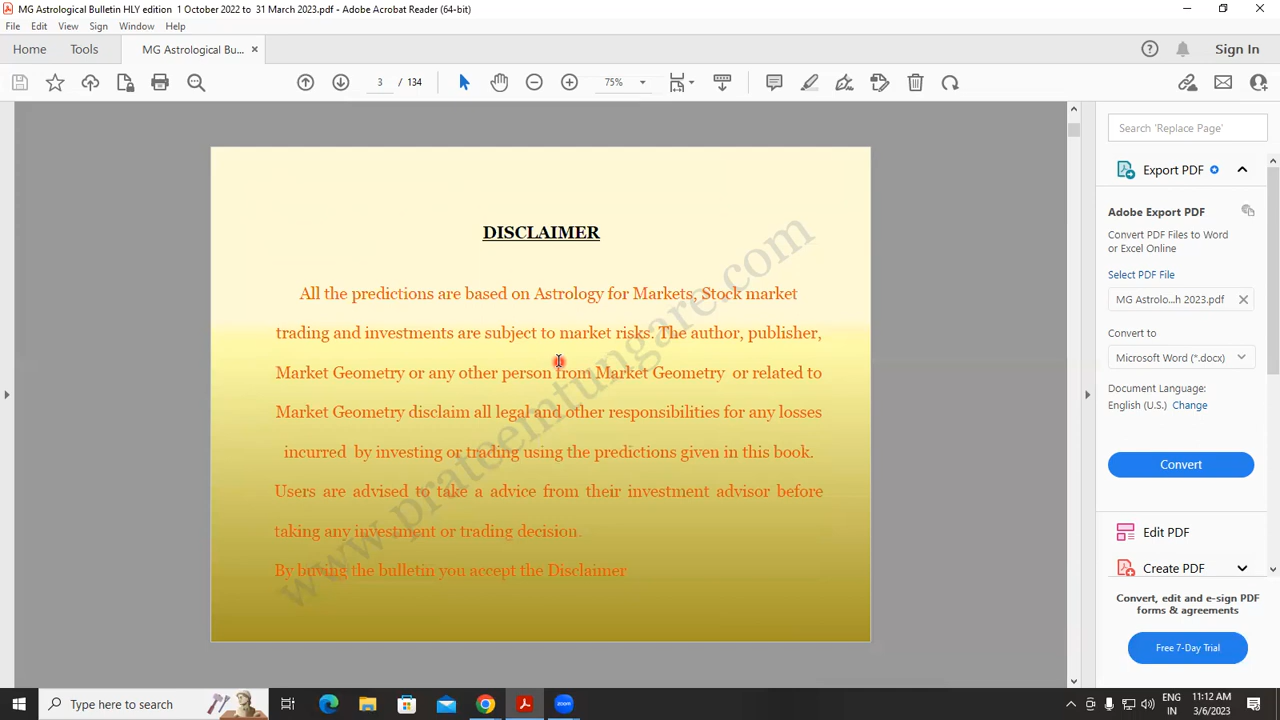 MG Astrological Bulletin HLY edition 1 October 2022 to 31 March 2023.pdf - Adobe Acrobat Reader (64-bit)
File Edit View Sign Window Help
Home Tools MG Astrological Bu... × Sign In
3 / 134 75%
DISCLAIMER
All the predictions are based on Astrology for Markets, Stock market
trading and investments are subject to market risks. The author, publisher,
Market Geometry or any other person from Market Geometry or related to
Market Geometry disclaim all legal and other responsibilities for any losses
incurred by investing or trading using the predictions given in this book.
Users are advised to take a advice from their investment advisor before
taking any investment or trading decision.
By buying the bulletin you accept the Disclaimer
www.prateemtungare.com
Search 'Replace Page'
Export PDF
Adobe Export PDF
Convert PDF Files to Word
or Excel Online
Select PDF File
MG Astrolo...h 2023.pdf
Convert to
Microsoft Word (*.docx)
Document Language:
English (U.S.) Change
Convert
Edit PDF
Create PDF
Convert, edit and e-sign PDF
forms & agreements
Free 7-Day Trial
Type here to search
zoom
ENG
IN
11:12 AM
3/6/2023